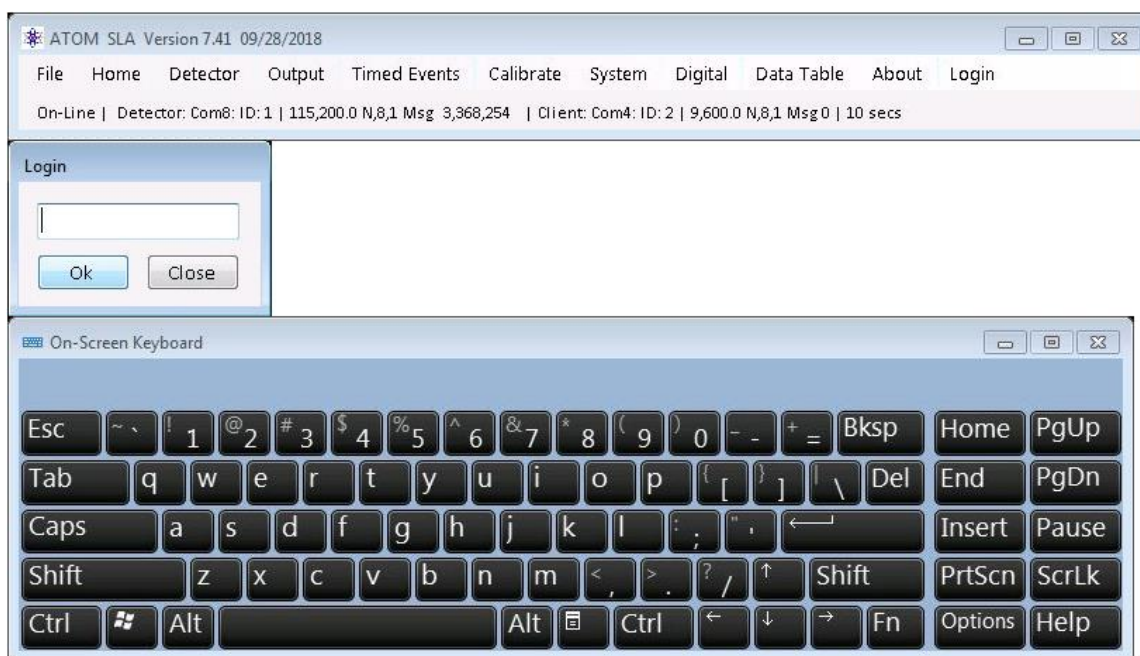 ATOM SLA Version 7.41 09/28/2018
File Home Detector Output Timed Events Calibrate System Digital Data Table About Login
On-Line | Detector: Com8: ID: 1 | 115,200.0 N,8,1 Msg 3,368,254 | Client: Com4: ID: 2 | 9,600.0 N,8,1 Msg 0 | 10 secs
Login
Ok Close
On-Screen Keyboard
Esc ~ ` ! 1 @ 2 # 3 $ 4 % 5 ^ 6 & 7 * 8 ( 9 ) 0 - - + = Bksp Home PgUp
Tab q w e r t y u i o p { [ } ] | \ Del End PgDn
Caps a s d f g h j k l : ; " ' Insert Pause
Shift z x c v b n m < , > . ? / ↑ Shift PrtScn ScrLk
Ctrl Alt Alt Ctrl ← ↓ → Fn Options Help